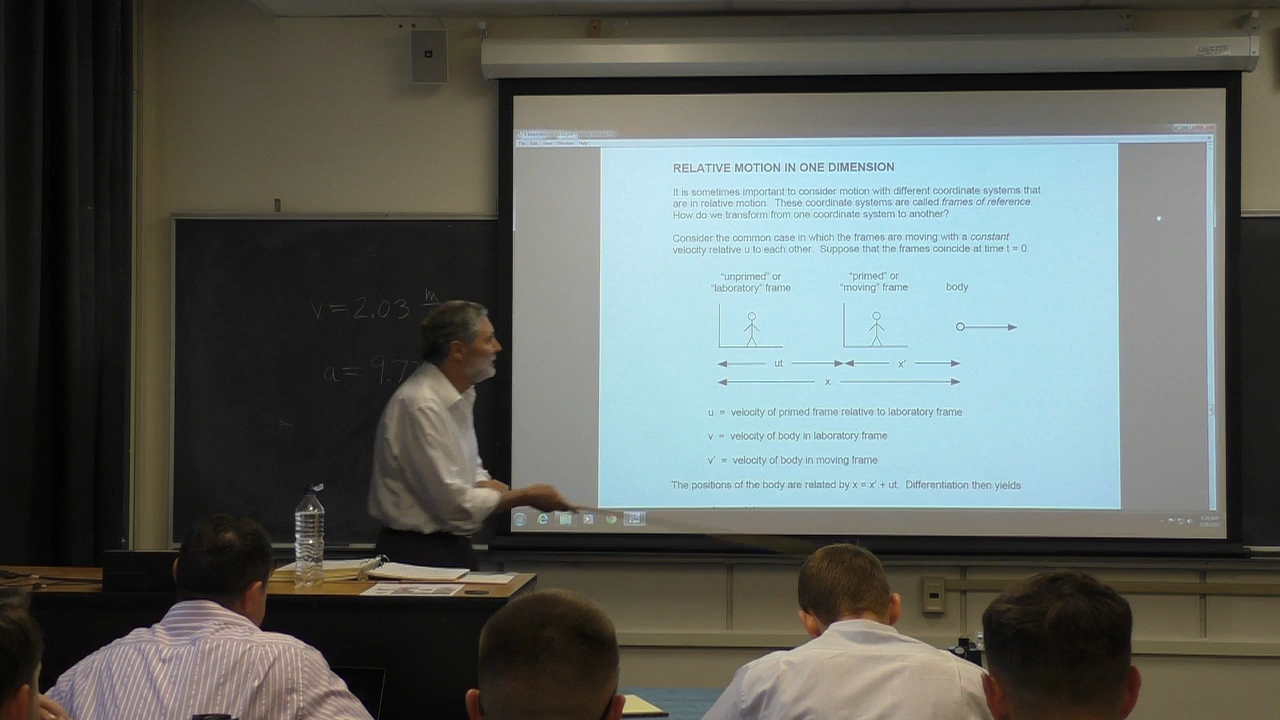 RELATIVE MOTION IN ONE DIMENSION
It is sometimes important to consider motion with different coordinate systems that
are in relative motion. These coordinate systems are called frames of reference.
How do we transform from one coordinate system to another?
Consider the common case in which the frames are moving with a constant
velocity relative u to each other. Suppose that the frames coincide at time t = 0.
"unprimed" or
"laboratory" frame
"primed" or
"moving" frame
body
ut
x'
x
u = velocity of primed frame relative to laboratory frame
v = velocity of body in laboratory frame
v' = velocity of body in moving frame
The positions of the body are related by x = x' + ut. Differentiation then yields
v = 2.03 m
a = 9.7